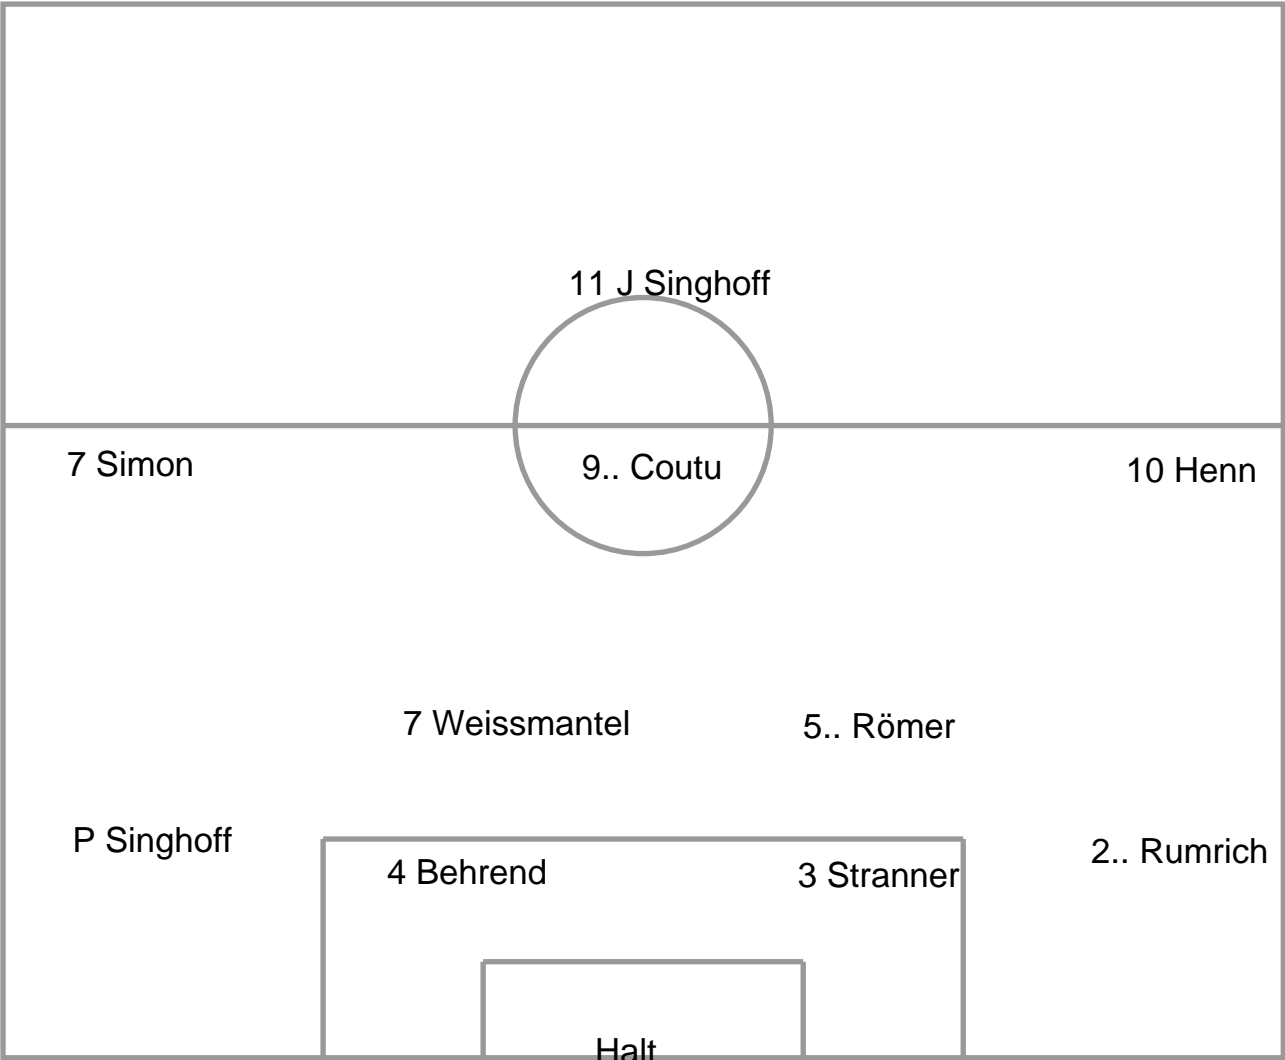 11 J Singhoff
7 Simon
9.. Coutu
10 Henn
7 Weissmantel
5.. Römer
P Singhoff
2.. Rumrich
4 Behrend
3 Stranner
Halt